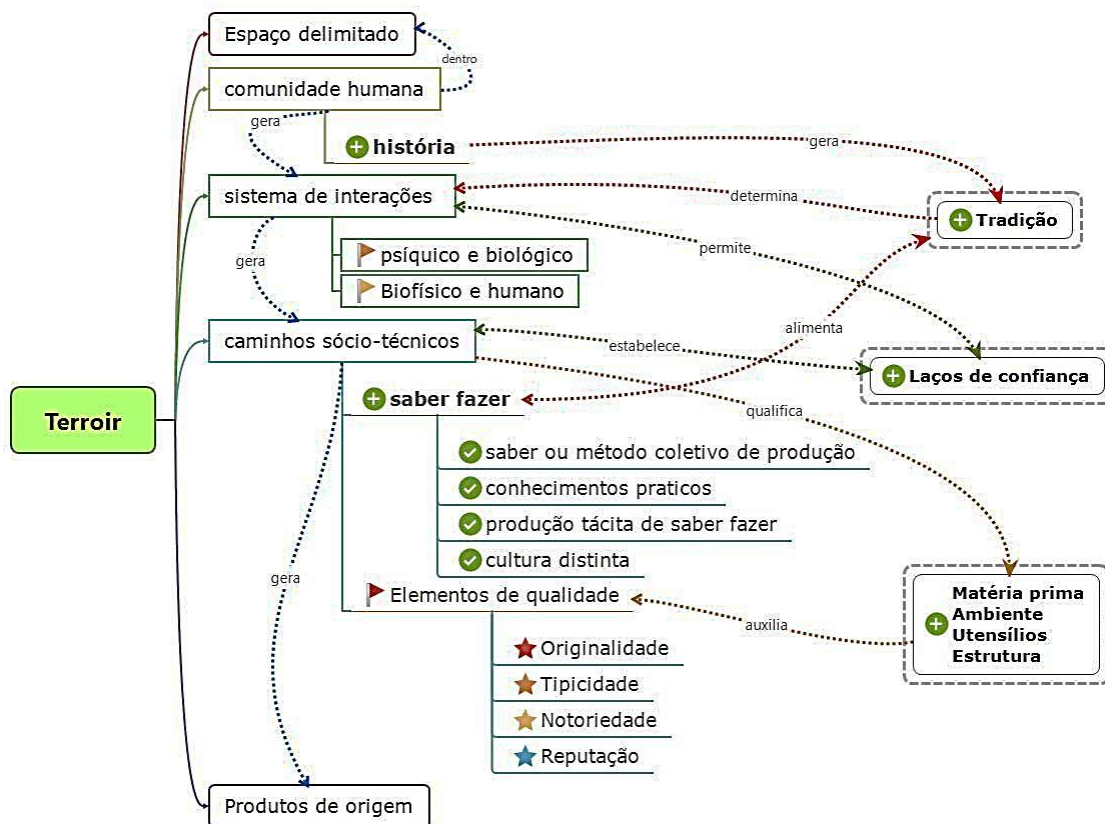 Espaço delimitado
dentro
comunidade humana
gera
história
gera
sistema de interações
determina
Tradição
psíquico e biológico
gera
permite
Biofísico e humano
caminhos sócio-técnicos
alimenta
estabelece
Laços de confiança
saber fazer
qualifica
Terroir
saber ou método coletivo de produção
conhecimentos praticos
produção tácita de saber fazer
cultura distinta
gera
Elementos de qualidade
auxilia
Matéria prima
Ambiente
Utensílios
Estrutura
Originalidade
Tipicidade
Notoriedade
Reputação
Produtos de origem